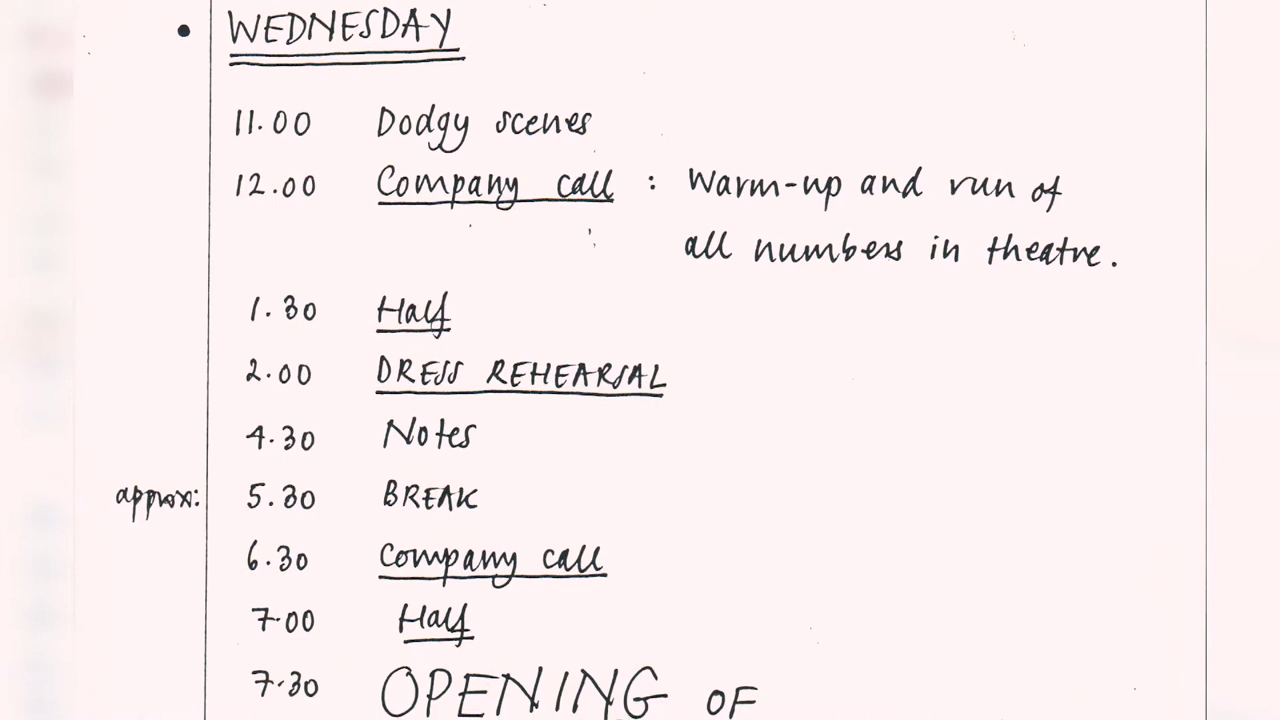 • WEDNESDAY
11.00 Dodgy scenes
12.00 Company call : Warm-up and run of
all numbers in theatre.
1.30 Half
2.00 DRESS REHEARSAL
4.30 Notes
approx: 5.30 BREAK
6.30 Company call
7.00 Half
7.30 OPENING OF